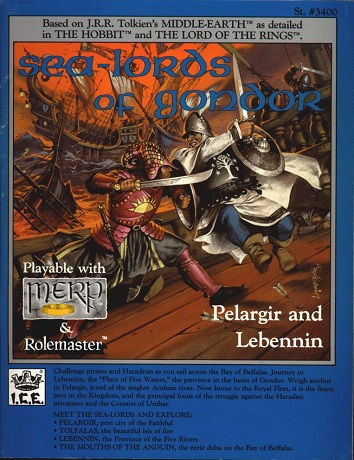 St. #3400
Based on J.R.R. Tolkien's MIDDLE-EARTH™ as detailed
in THE HOBBIT™ and THE LORD OF THE RINGS™.
sea-lords
of gondor
Playable with
MERP
&
Rolemaster™
Pelargir and
Lebennin
I.C.E.
Challenge pirates and Haradrim as you sail across the Bay of Belfalas. Journey to
Lebennin, the "Place of Five Waters," the province in the heart of Gondor. Weigh anchor
in Pelargir, jewel of the mighty Anduin river. Now home to the Royal Fleet, it is the finest
port in the Kingdom, and the principal focus of the struggle against the Haradan
privateers and the Corsairs of Umbar.
MEET THE SEA-LORDS AND EXPLORE:
• PELARGIR, port city of the Faithful
• TOLFALAS, the beautiful isle of fire
• LEBENNIN, the Province of the Five Rivers
• THE MOUTHS OF THE ANDUIN, the eerie delta on the Bay of Belfalas.